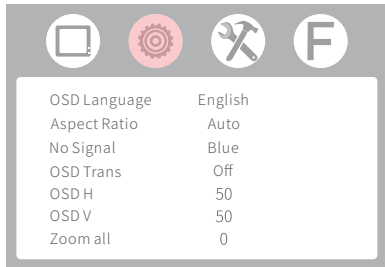 F
OSD Language English
Aspect Ratio Auto
No Signal Blue
OSD Trans Off
OSD H 50
OSD V 50
Zoom all 0